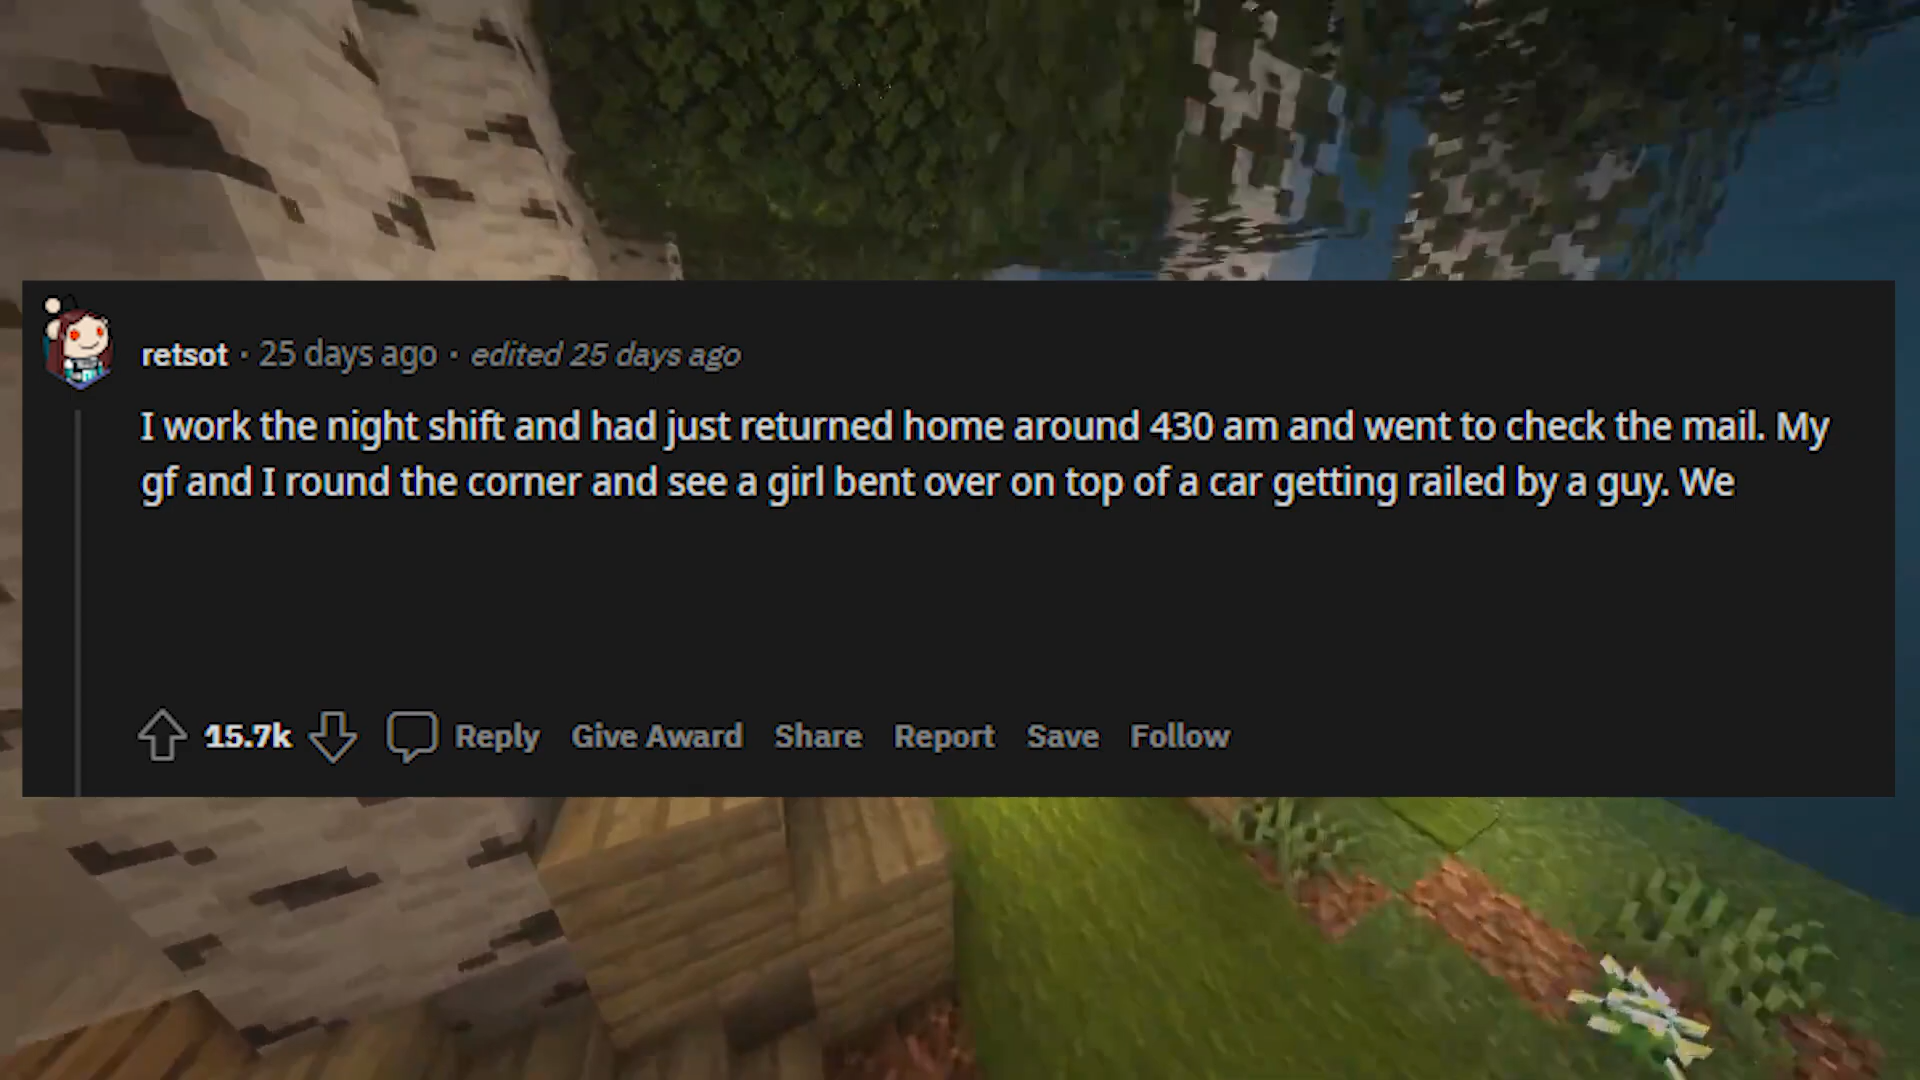 retsot · 25 days ago · edited 25 days ago
I work the night shift and had just returned home around 430 am and went to check the mail. My
gf and I round the corner and see a girl bent over on top of a car getting railed by a guy. We
15.7k Reply Give Award Share Report Save Follow